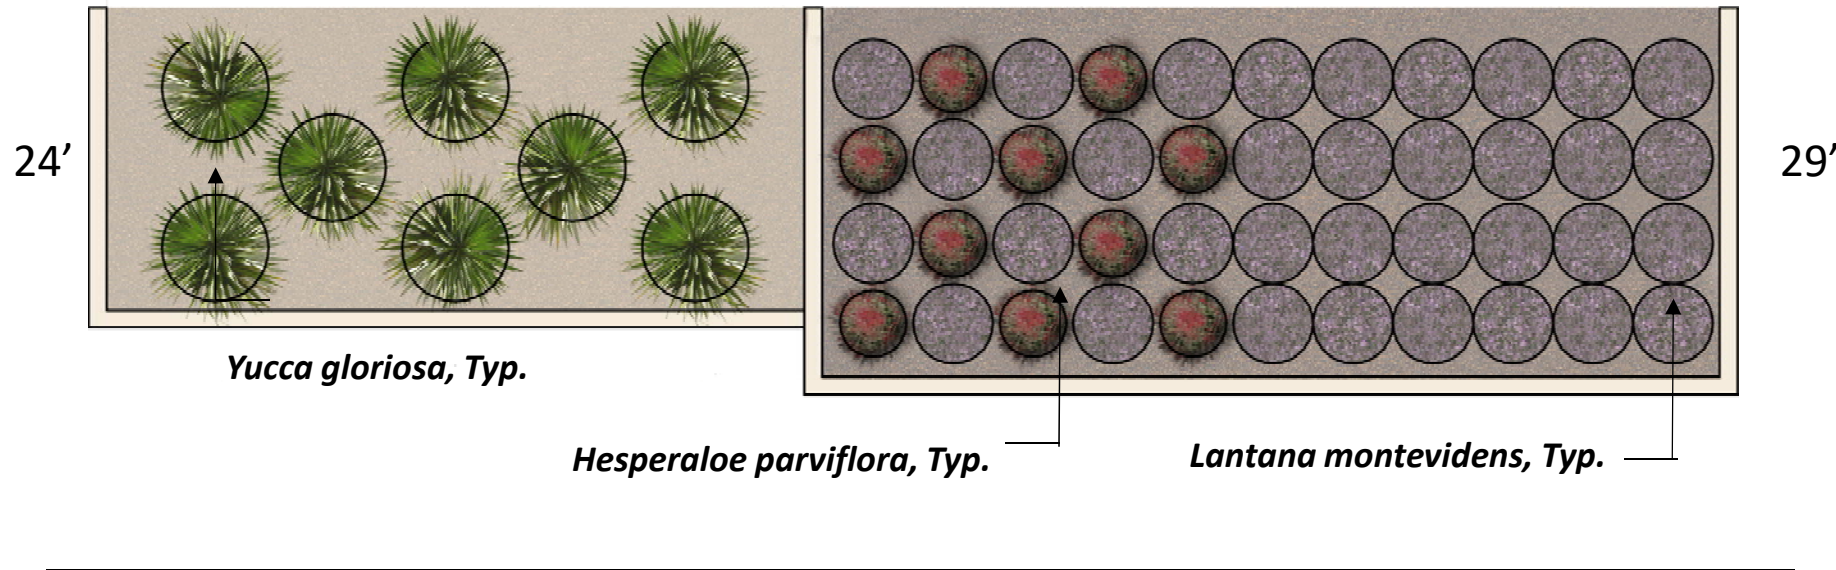 24’
29’
Yucca gloriosa, Typ.
Hesperaloe parviflora, Typ.
Lantana montevidens, Typ.